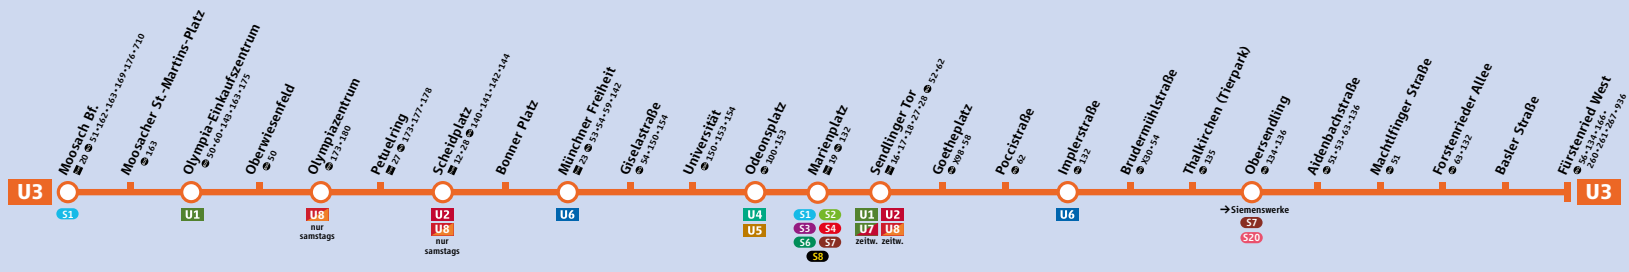 U3
Moosach Bf.
20 51•162•163•169•176•710
S1
Moosacher St.-Martins-Platz
163
Olympia-Einkaufszentrum
50•60•143•163•175
U1
Oberwiesenfeld
50
Olympiazentrum
173•180
U8
nur
samstags
Petuelring
27 173•177•178
Scheidplatz
12•28 140•141•142•144
U2
U8
nur
samstags
Bonner Platz
Münchner Freiheit
23 53•54•59•142
U6
Giselastraße
54•150•154
Universität
150•153•154
Odeonsplatz
100•153
U4
U5
Marienplatz
19 132
S1 S2
S3 S4
S6 S7
S8
Sendlinger Tor
16•17•18•27•28 52•62
U1 U2
U7 U8
zeitw. zeitw.
Goetheplatz
X98•58
Poccistraße
62
Implerstraße
132
U6
Brudermühlstraße
X30•54
Thalkirchen (Tierpark)
135
Obersendling
134•136
→Siemenswerke
S7
S20
Aidenbachstraße
51•53•63•136
Machtlfinger Straße
51
Forstenrieder Allee
63•132
Basler Straße
Fürstenried West
56•134•166•
260•261•267•936
U3